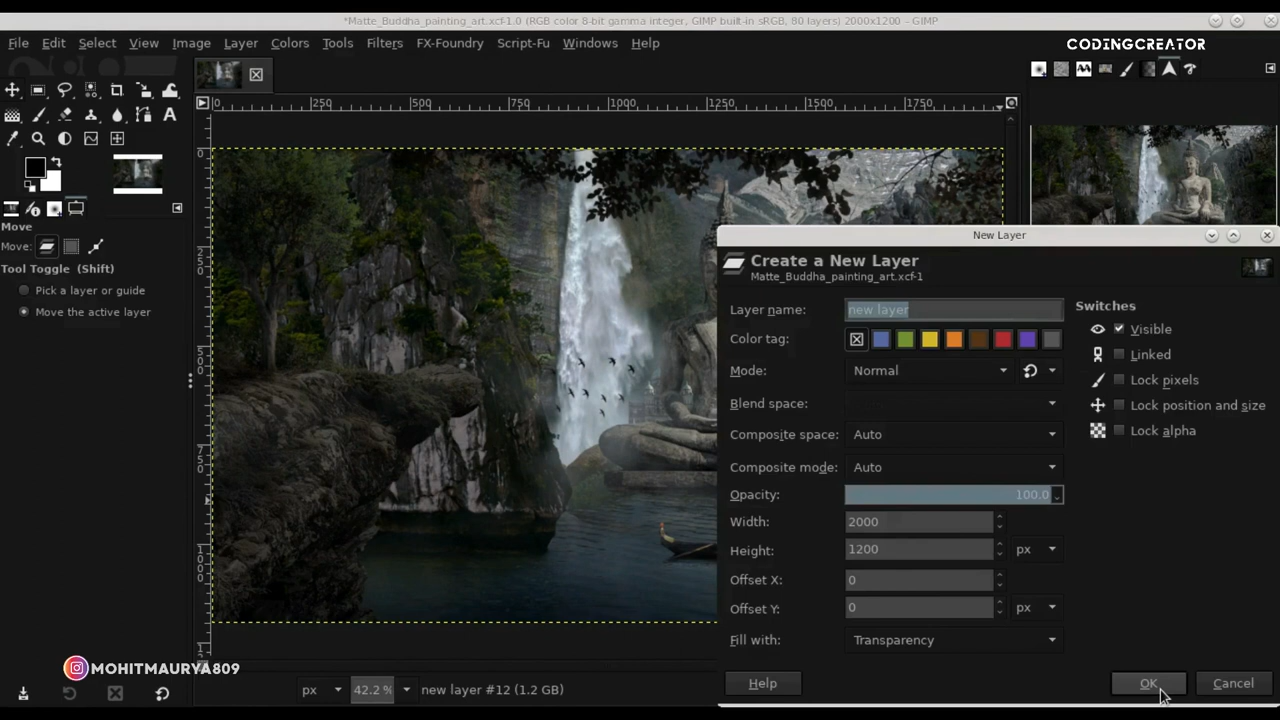 *Matte_Buddha_painting_art.xcf-1.0 (RGB color 8-bit gamma integer, GIMP built-in sRGB, 80 layers) 2000x1200 – GIMP
File Edit Select View Image Layer Colors Tools Filters FX-Foundry Script-Fu Windows Help
CODINGCREATOR
0 250 500 750 1000 1250 1500 1750
0
250
500
750
1000
Move
Move:
Tool Toggle (Shift)
Pick a layer or guide
Move the active layer
New Layer
Create a New Layer
Matte_Buddha_painting_art.xcf-1
Layer name: new layer
Color tag:
Mode: Normal
Blend space:
Composite space: Auto
Composite mode: Auto
Opacity: 100.0
Width: 2000
Height: 1200 px
Offset X: 0
Offset Y: 0 px
Fill with: Transparency
Switches
Visible
Linked
Lock pixels
Lock position and size
Lock alpha
Help OK Cancel
MOHITMAURYA809
px 42.2 % new layer #12 (1.2 GB)